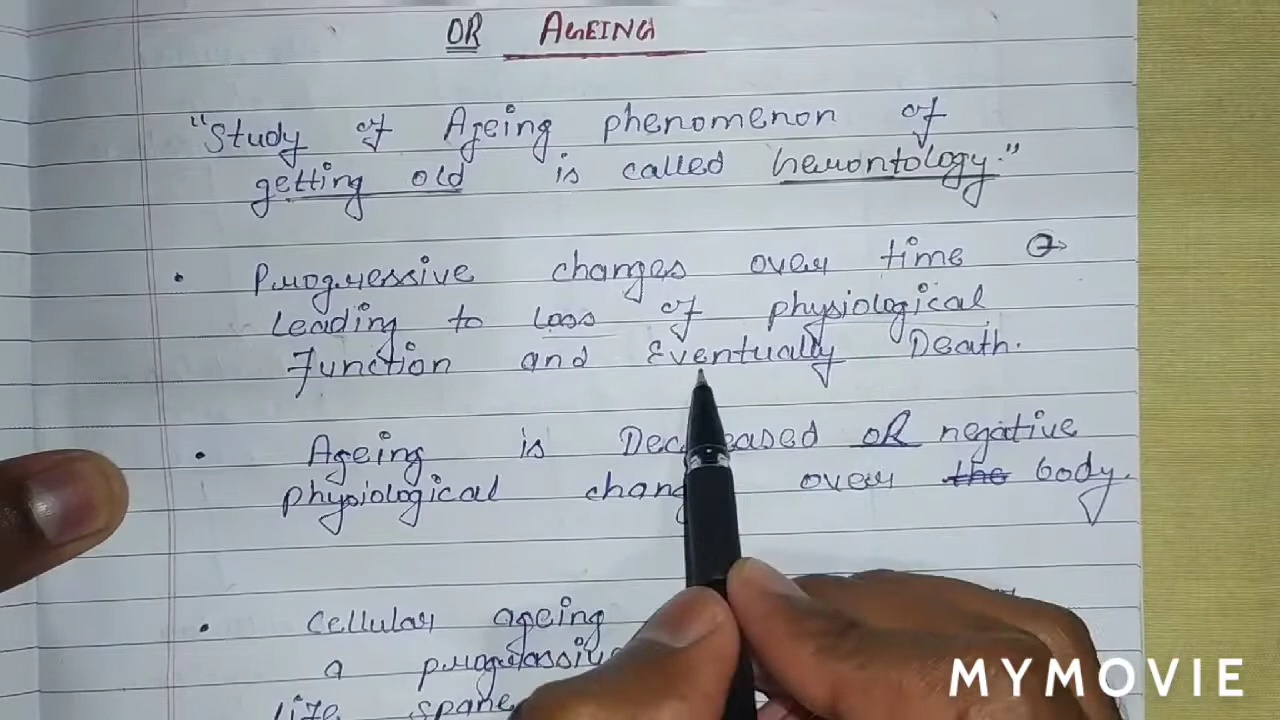 OR AGEING
"Study of Ageing phenomenon of
getting old is called herontology."
• Progressive changes over time
Leading to Loss of physiological
Function and Eventually Death.
• Ageing is Decreased OR negative
physiological chang over the body.
• Cellular ageing
a progressive
life spane
MYMOVIE